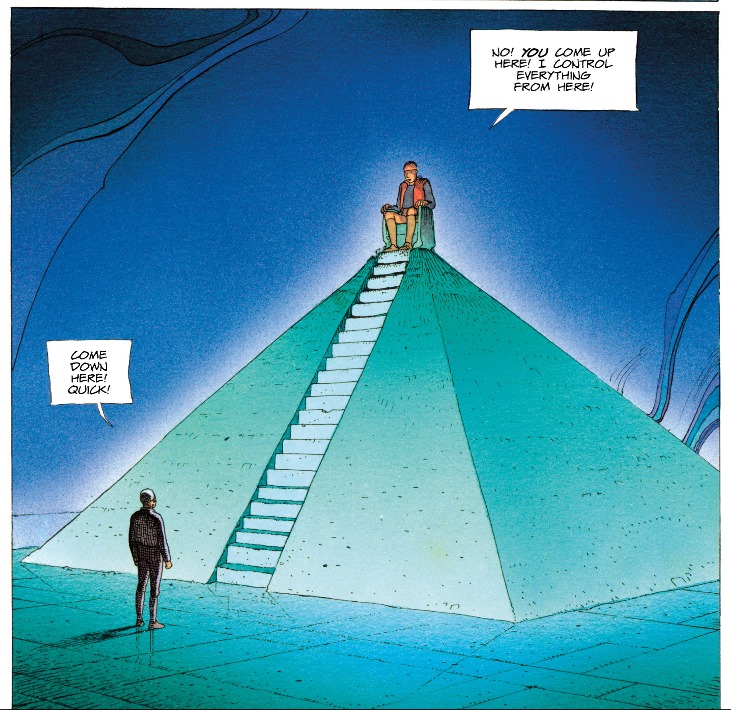 NO! YOU COME UP
HERE! I CONTROL
EVERYTHING
FROM HERE!
COME
DOWN
HERE!
QUICK!